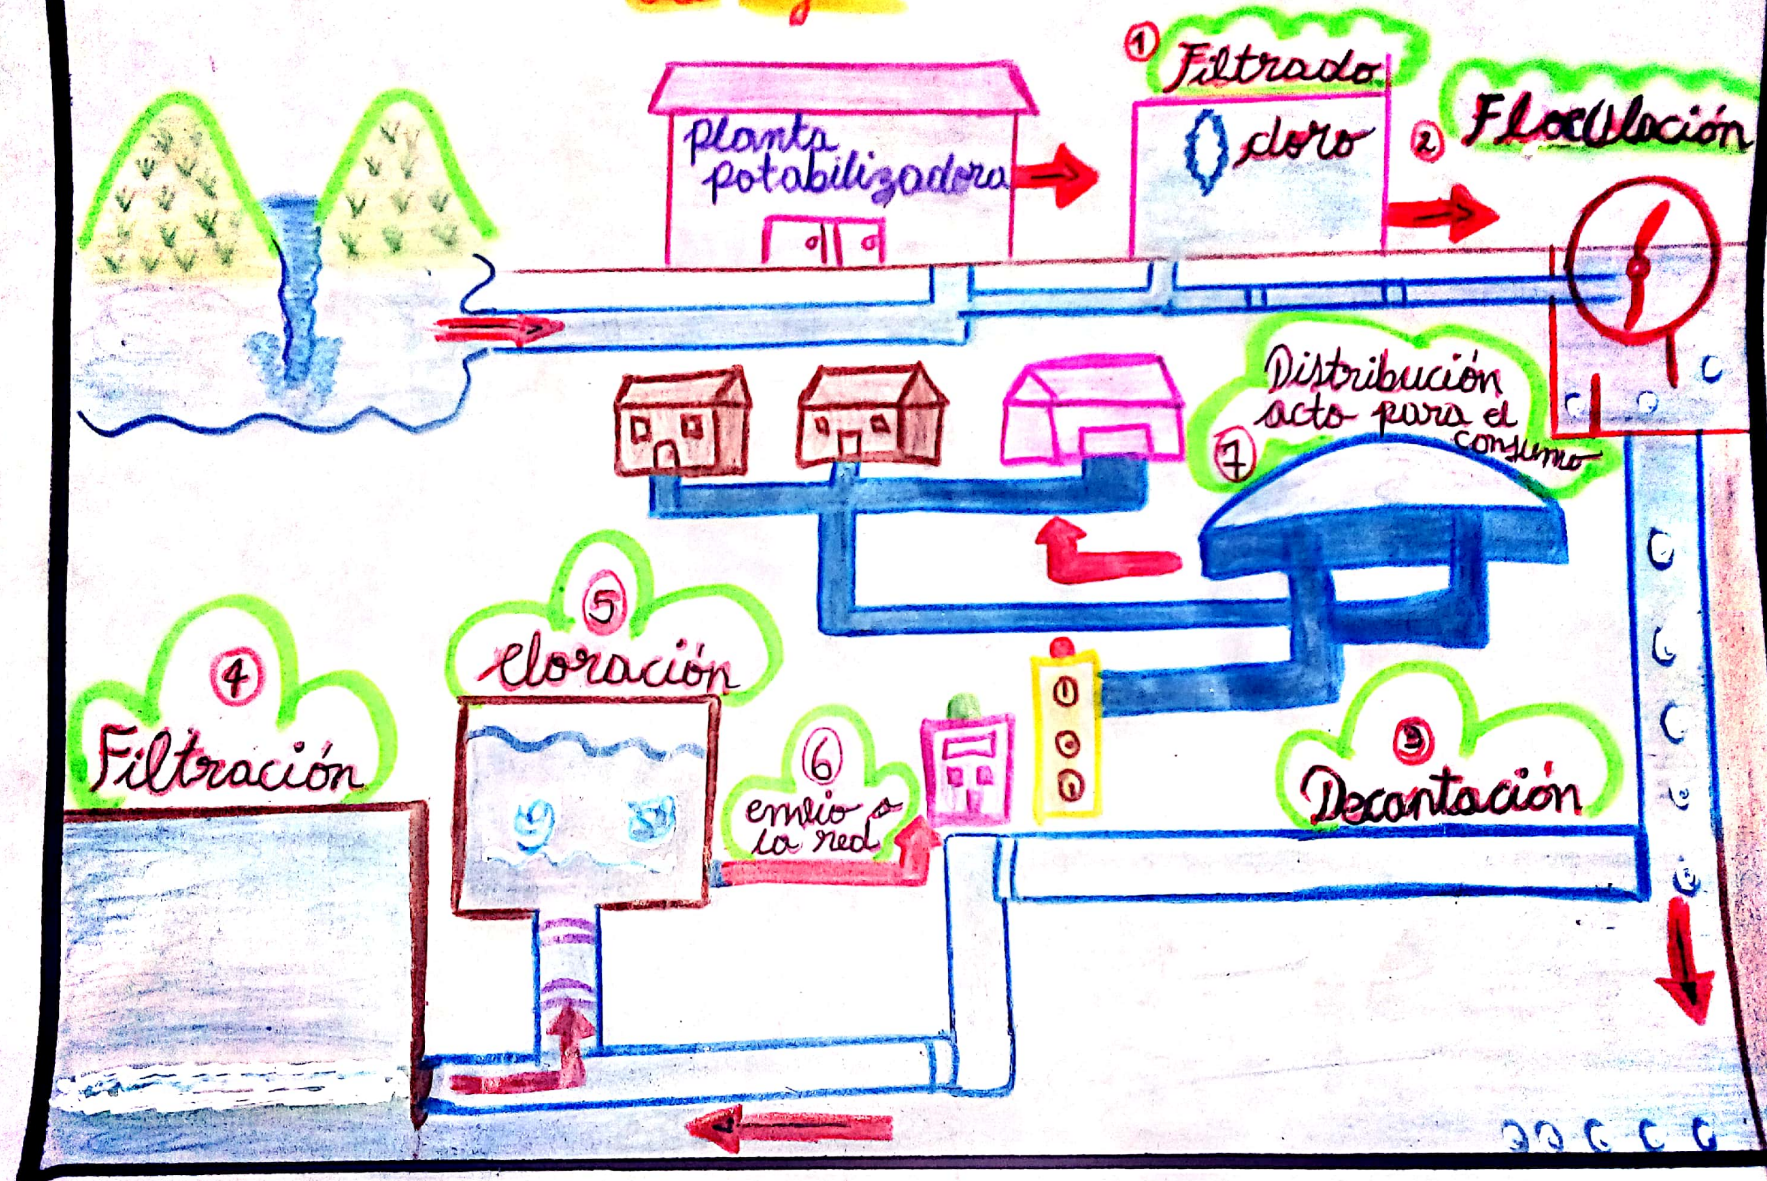 Planta
potabilizadora
1
Filtrado
cloro
2
Floculación
Distribución
acto para el
consumo
7
5
Cloración
4
Filtración
6
envio a
la red
3
Decantación